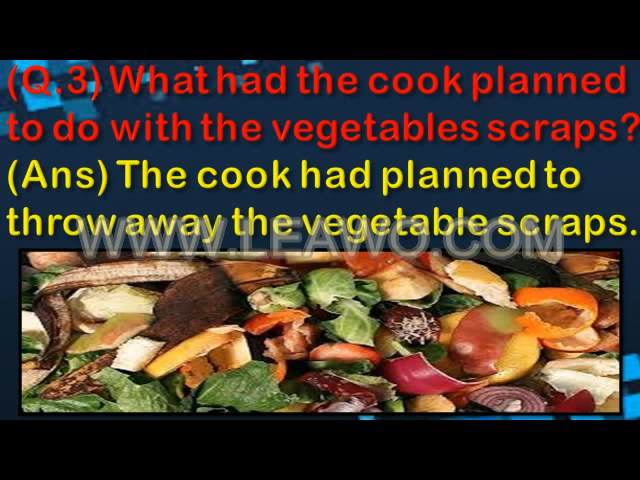 (Q.3) What had the cook planned
to do with the vegetables scraps?
(Ans) The cook had planned to
throw away the vegetable scraps.
WWW.LEAWO.COM